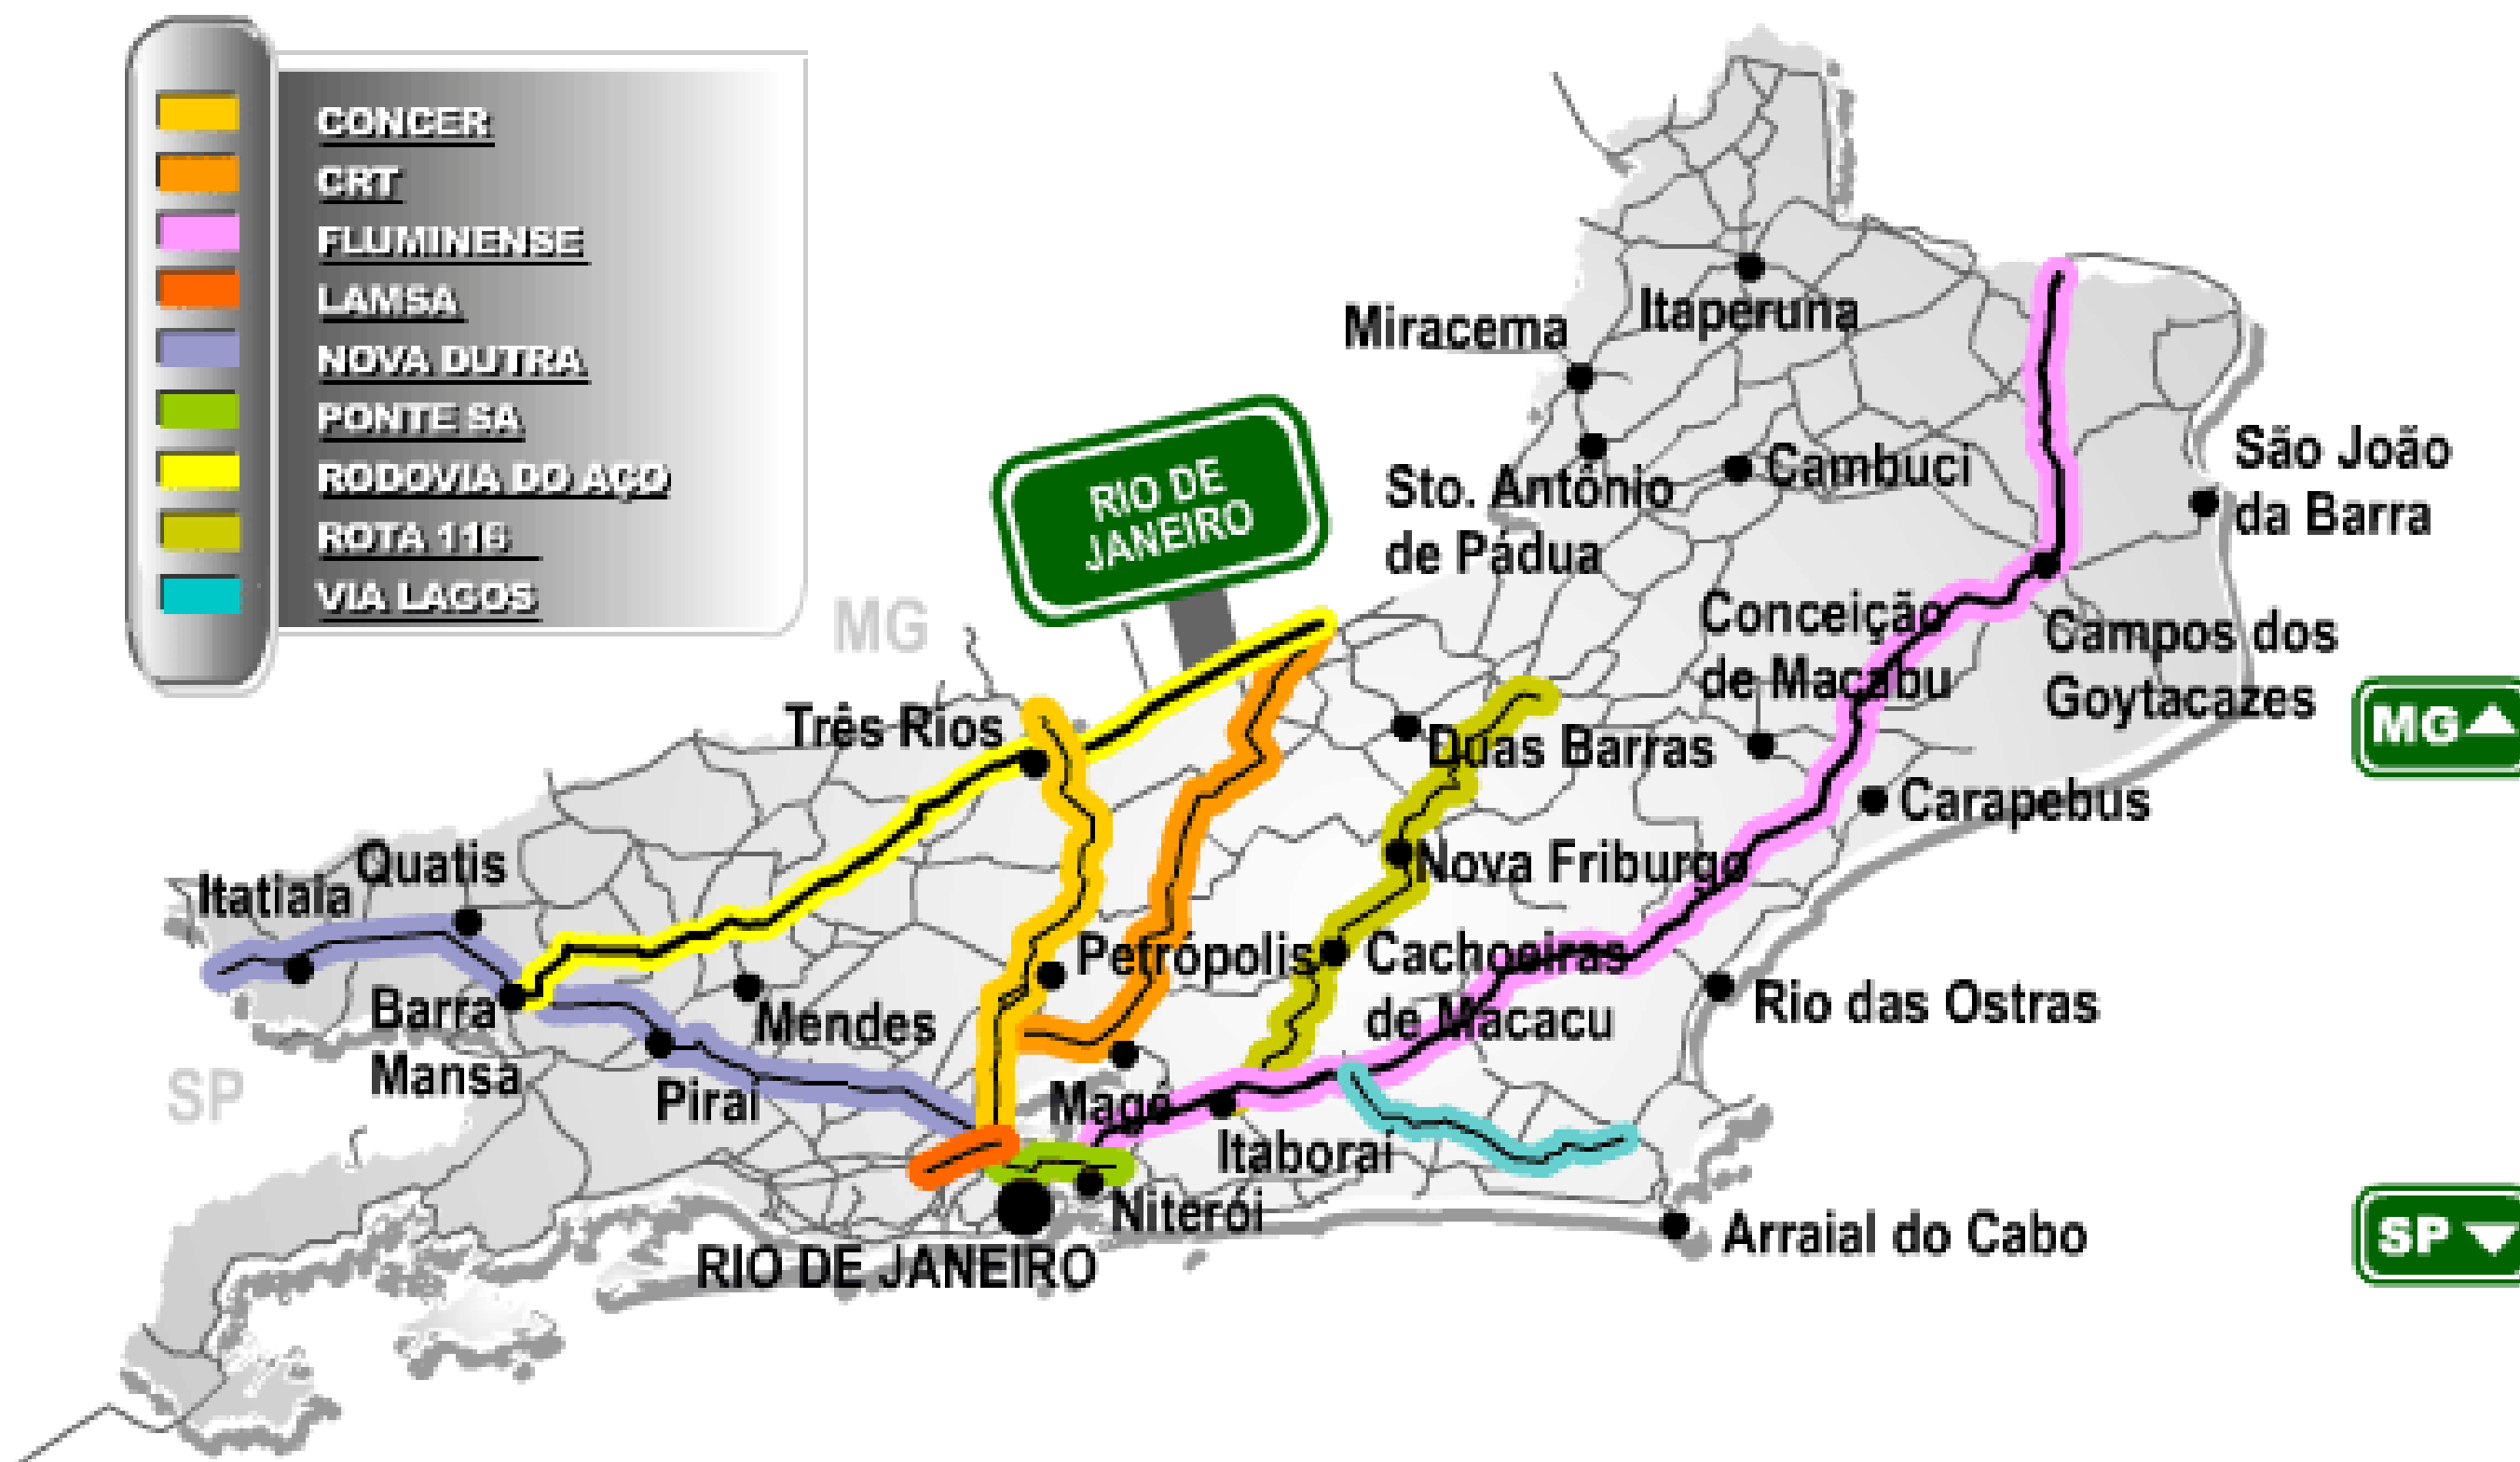 CONCER
CRT
FLUMINENSE
LAMSA
NOVA DUTRA
PONTE SA
RODOVIA DO AÇO
ROTA 116
VIA LAGOS
RIO DE
JANEIRO
MG
SP
Itaperuna
Miracema
Sto. Antônio
de Pádua
Cambuci
São João
da Barra
Conceição
de Macabu
Campos dos
Goytacazes
MG
Três Rios
Duas Barras
Carapebus
Quatis
Itatiaia
Nova Friburgo
Petrópolis
Cachoeiras
de Macacu
Rio das Ostras
Barra
Mansa
Mendes
Piraí
Magé
Itaboraí
Niterói
RIO DE JANEIRO
Arraial do Cabo
SP